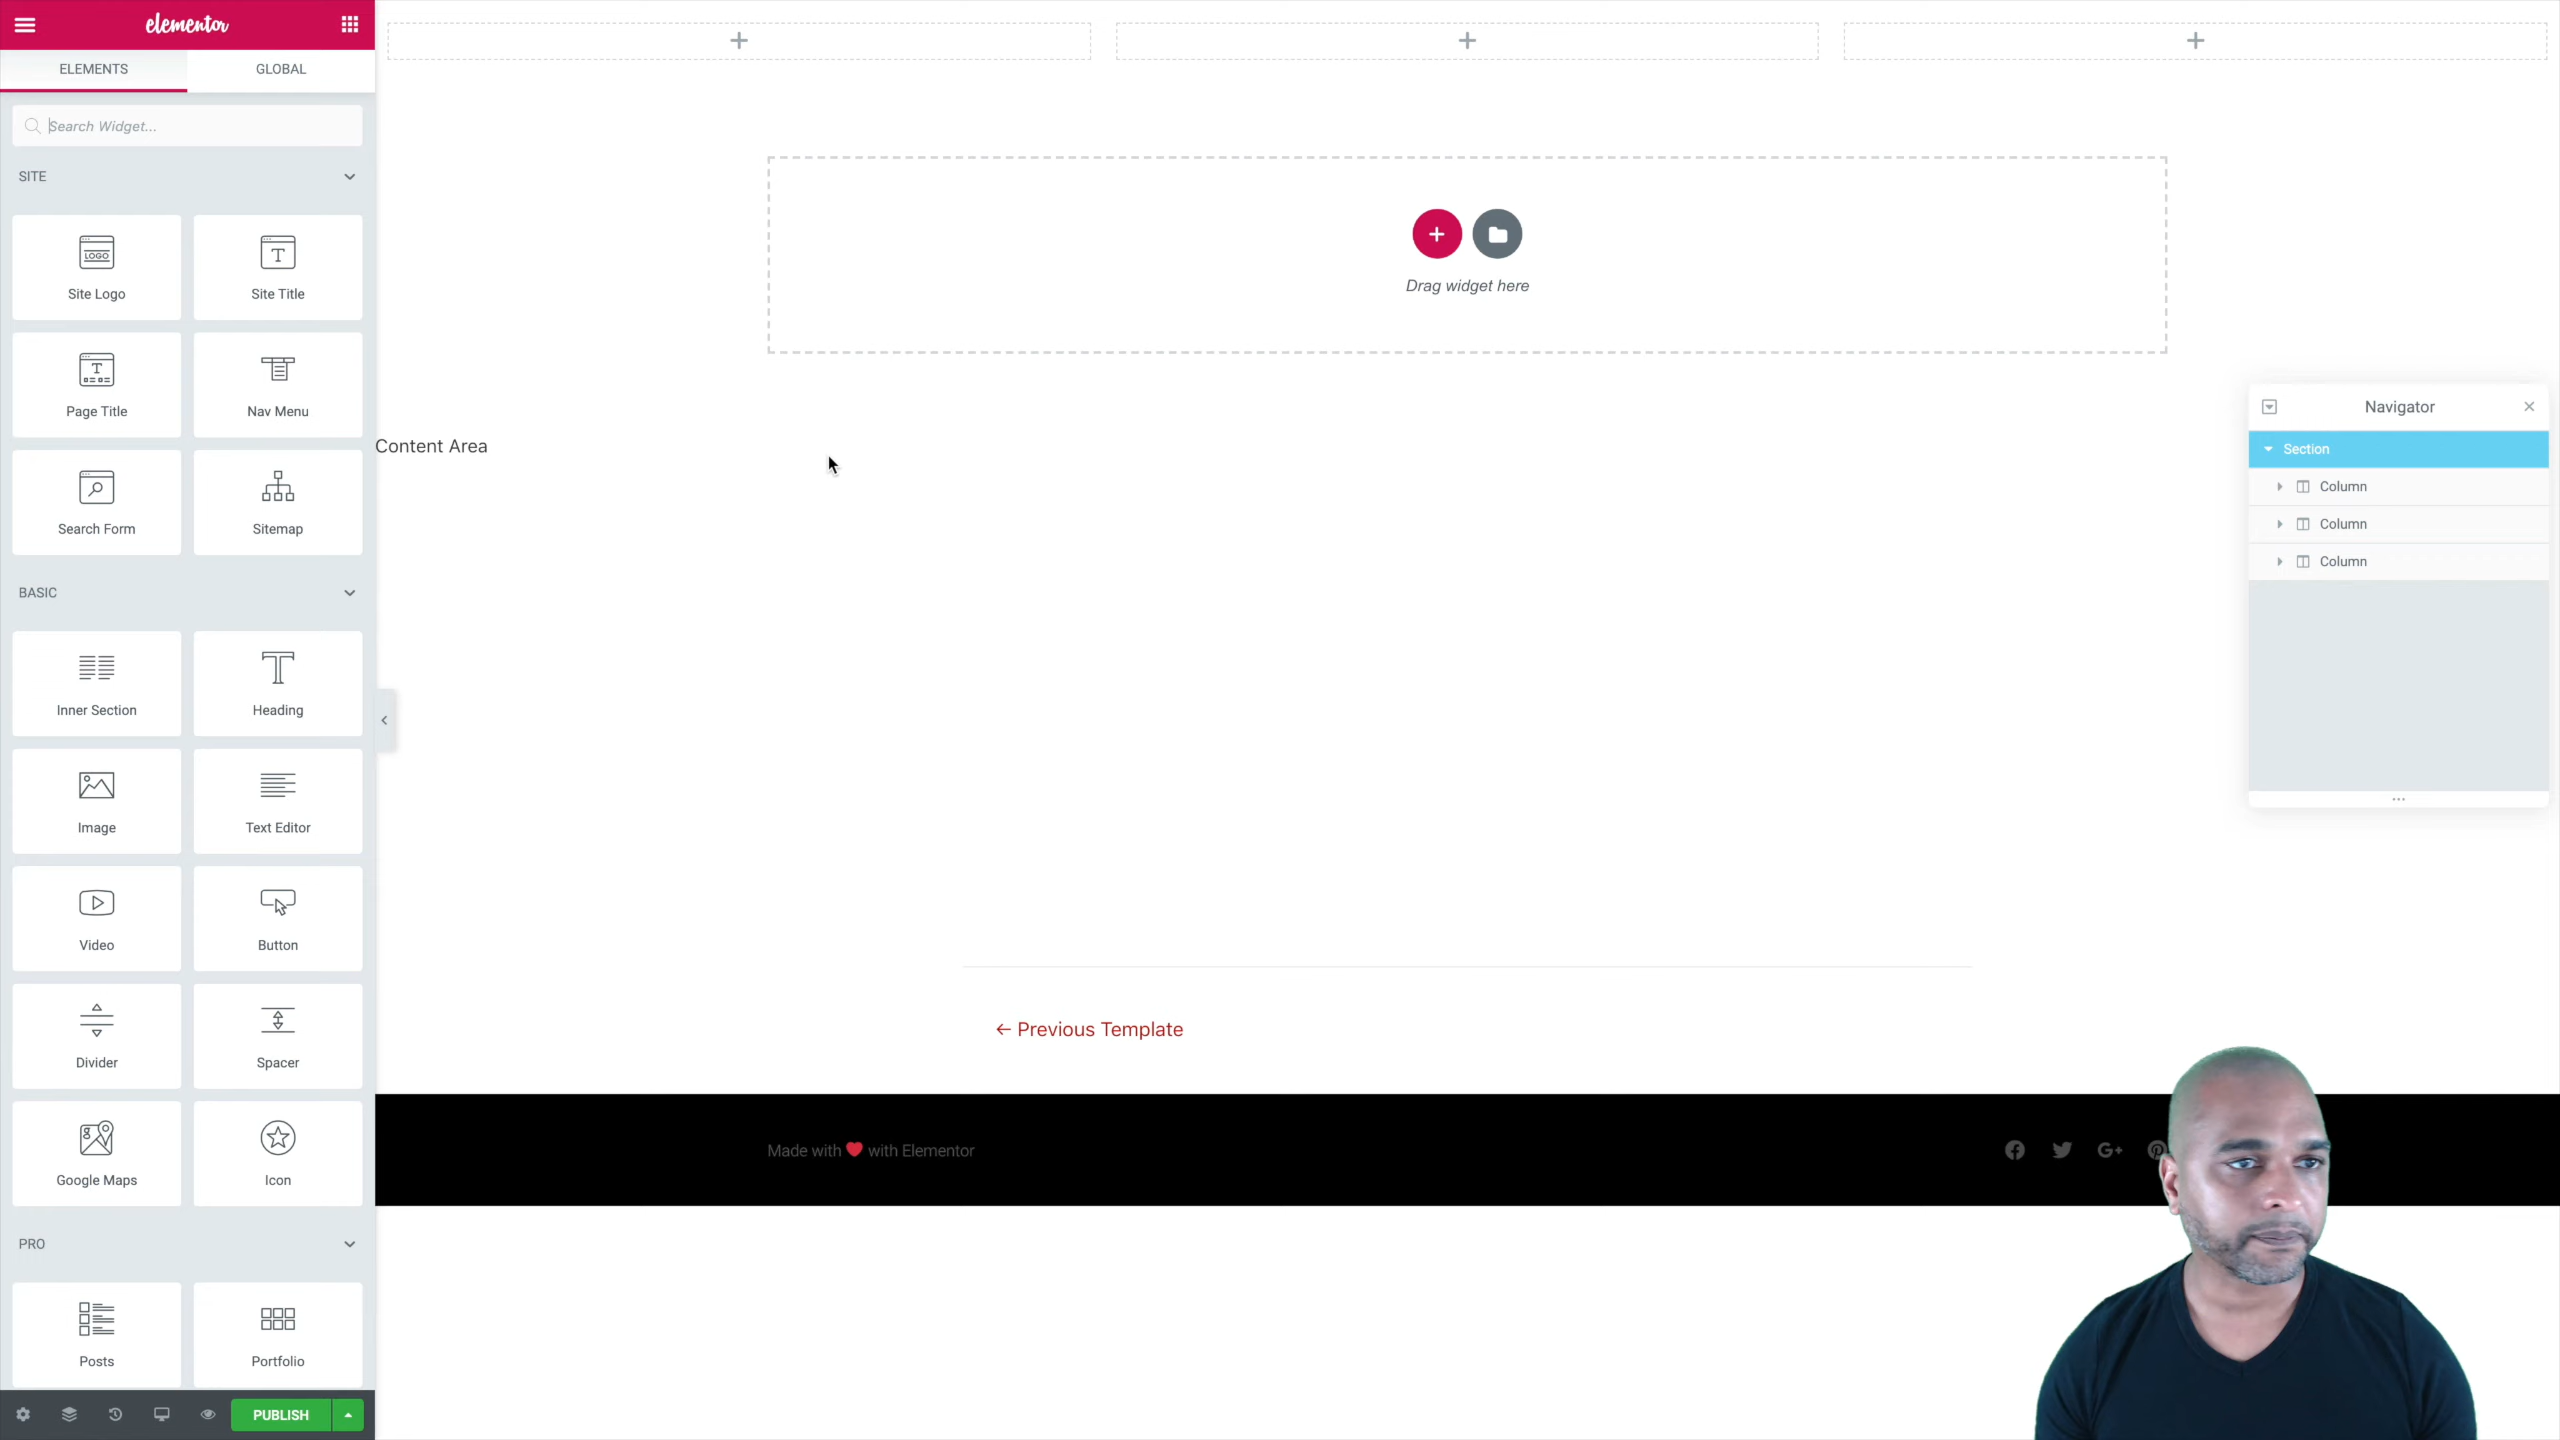 elementor
ELEMENTS
GLOBAL
Search Widget...
SITE
LOGO
Site Logo
Site Title
Page Title
Nav Menu
Search Form
Sitemap
BASIC
Inner Section
Heading
Image
Text Editor
Video
Button
Divider
Spacer
Google Maps
Icon
PRO
Posts
Portfolio
PUBLISH
Drag widget here
Content Area
Navigator
Section
Column
Column
Column
← Previous Template
Made with ❤ with Elementor